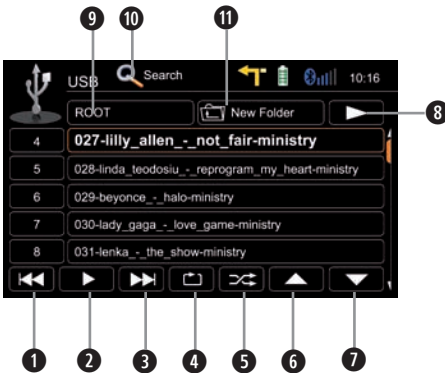 9 10 11
USB Search 10:16
ROOT New Folder 8
4 027-lilly_allen_-_not_fair-ministry
5 028-linda_teodosiu_-_reprogram_my_heart-ministry
6 029-beyonce_-_halo-ministry
7 030-lady_gaga_-_love_game-ministry
8 031-lenka_-_the_show-ministry
1 2 3 4 5 6 7